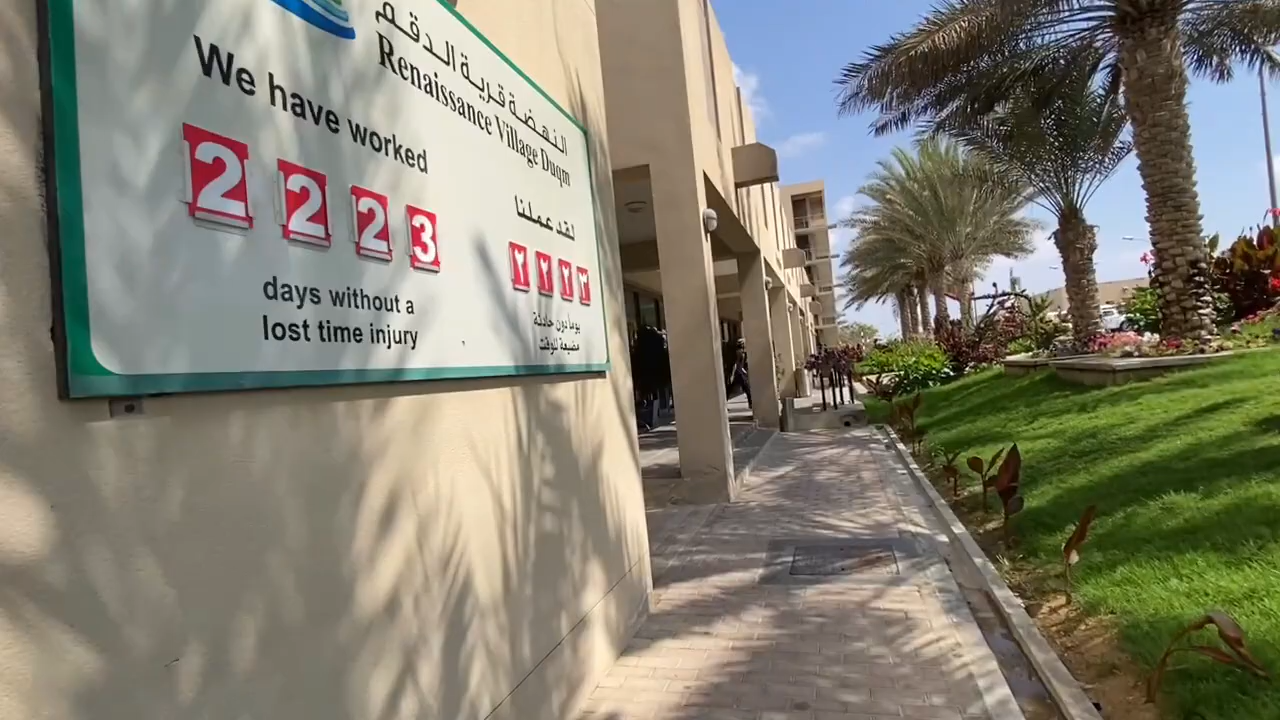 النهضة قرية الدقم
Renaissance Village Duqm
We have worked
2223
days without a
lost time injury
لقد عملنا
٢٢٢٣
يوما دون حادثة
مضيعة للوقت